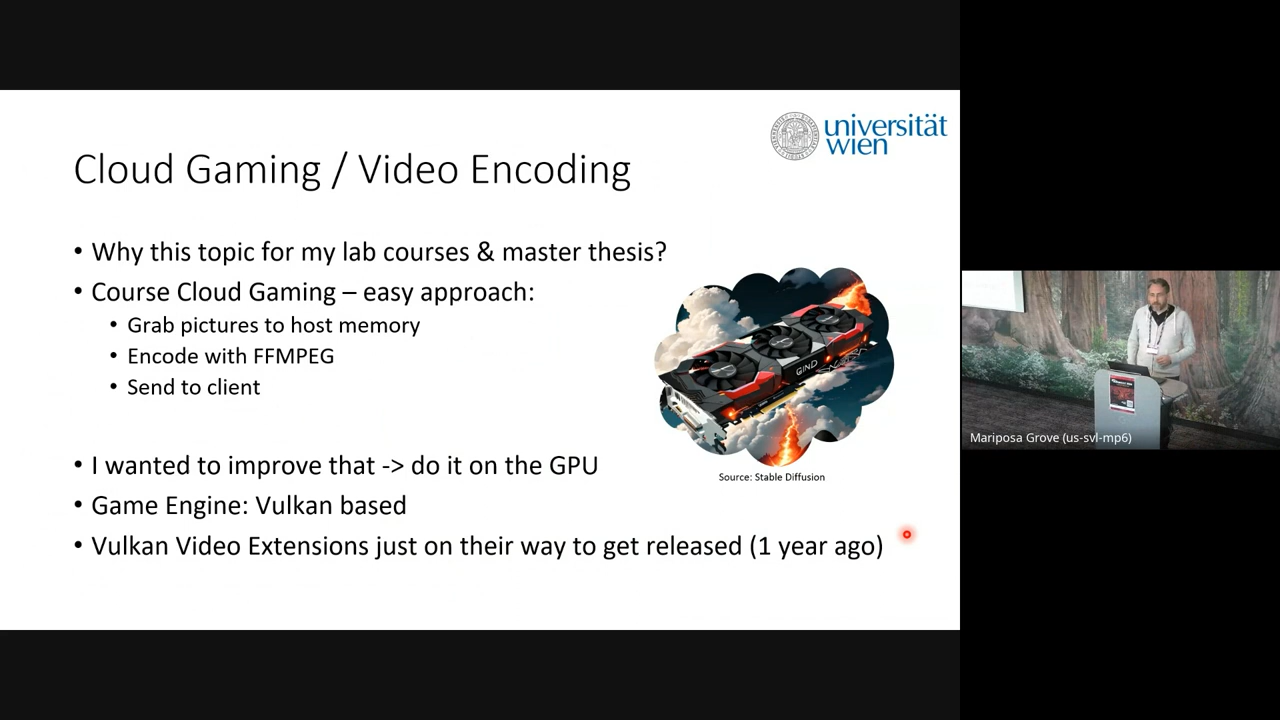 universität
wien
Cloud Gaming / Video Encoding
• Why this topic for my lab courses & master thesis?
• Course Cloud Gaming – easy approach:
• Grab pictures to host memory
• Encode with FFMPEG
• Send to client
GIND
Source: Stable Diffusion
• I wanted to improve that -> do it on the GPU
• Game Engine: Vulkan based
• Vulkan Video Extensions just on their way to get released (1 year ago)
Mariposa Grove (us-svl-mp6)